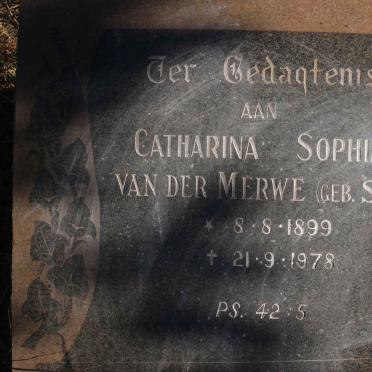 Ter Gedagtenis
AAN
CATHARINA SOPHIA
VAN DER MERWE (GEB. S
* 8·8·1899
† 21·9·1978
PS. 42:5